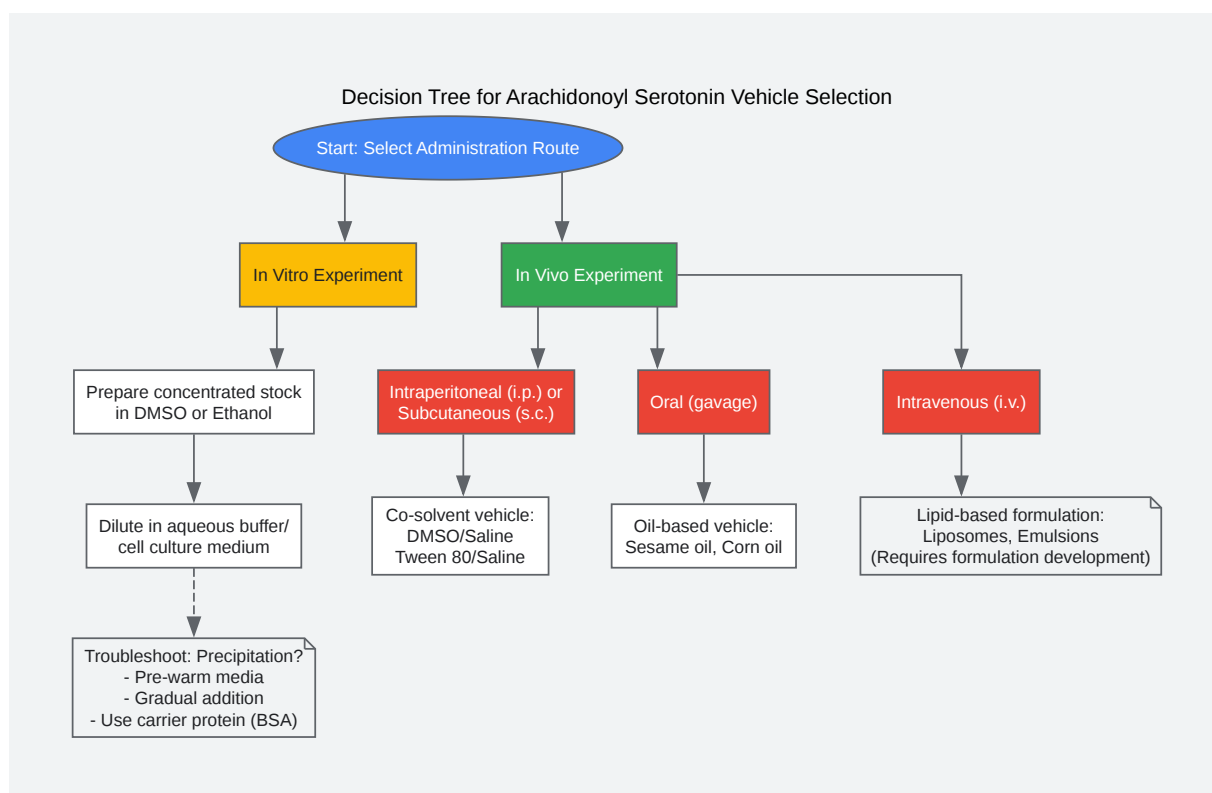 Decision Tree for Arachidonoyl Serotonin Vehicle Selection
Start: Select Administration Route
In Vitro Experiment
In Vivo Experiment
Prepare concentrated stock
in DMSO or Ethanol
Intraperitoneal (i.p.) or
Subcutaneous (s.c.)
Oral (gavage)
Intravenous (i.v.)
Dilute in aqueous buffer/
cell culture medium
Co-solvent vehicle:
DMSO/Saline
Tween 80/Saline
Oil-based vehicle:
Sesame oil, Corn oil
Lipid-based formulation:
Liposomes, Emulsions
(Requires formulation development)
Troubleshoot: Precipitation?
- Pre-warm media
- Gradual addition
- Use carrier protein (BSA)